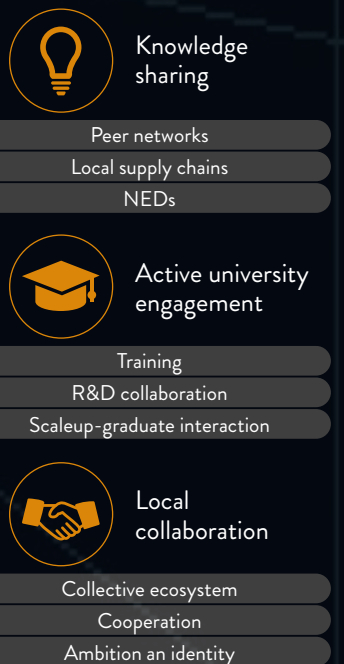 Knowledge
sharing
Peer networks
Local supply chains
NEDs
Active university
engagement
Training
R&D collaboration
Scaleup-graduate interaction
Local
collaboration
Collective ecosystem
Cooperation
Ambition an identity